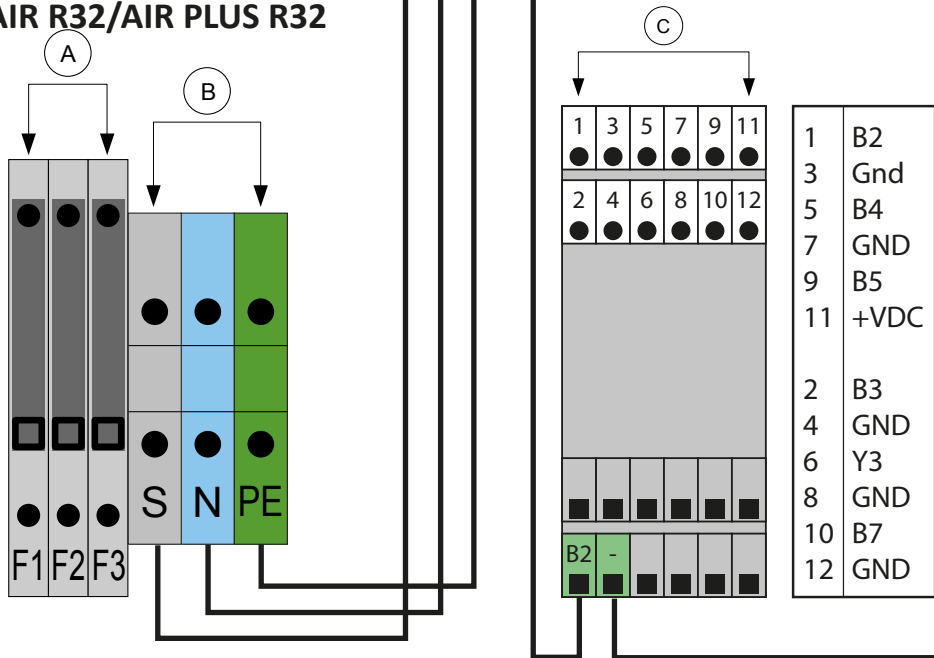 AIR R32/AIR PLUS R32
A
B
C
1 3 5 7 9 11
2 4 6 8 10 12
S N PE
F1 F2 F3
B2 -
1 B2
3 Gnd
5 B4
7 GND
9 B5
11 +VDC
2 B3
4 GND
6 Y3
8 GND
10 B7
12 GND